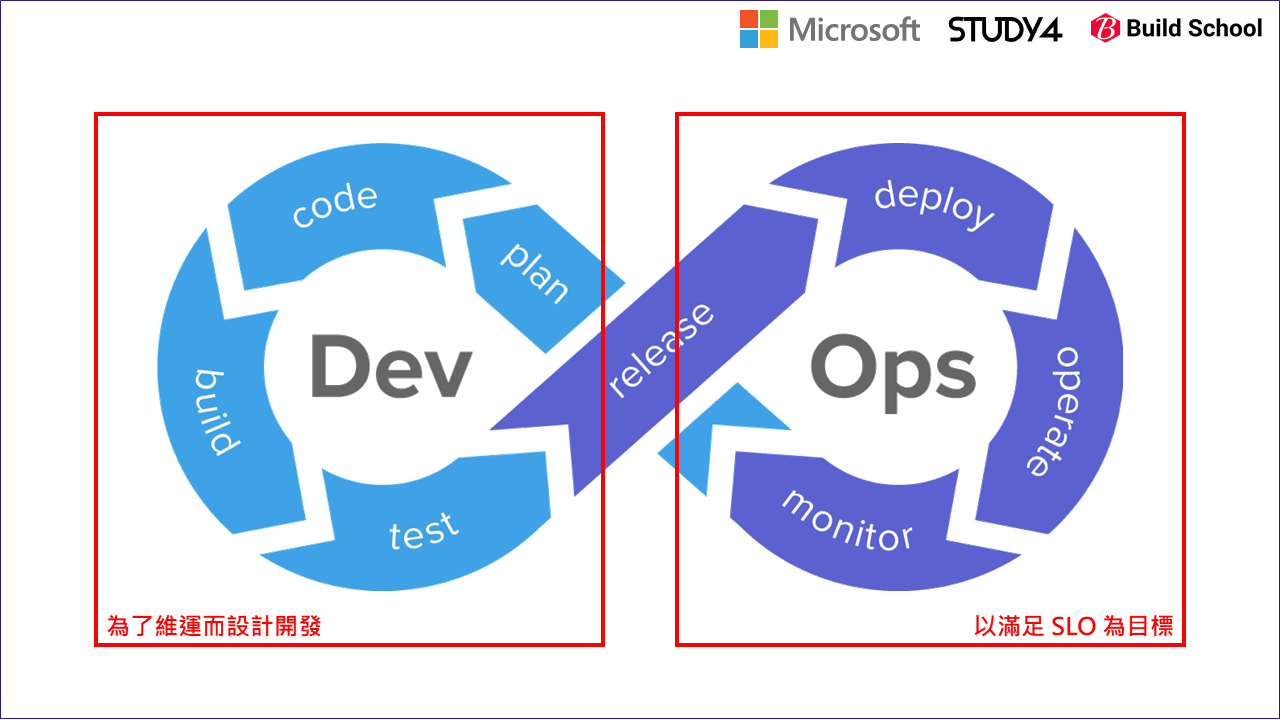 Microsoft
STUDY4
B Build School
code
plan
build
Dev
test
release
deploy
operate
Ops
monitor
為了維運而設計開發
以滿足 SLO 為目標